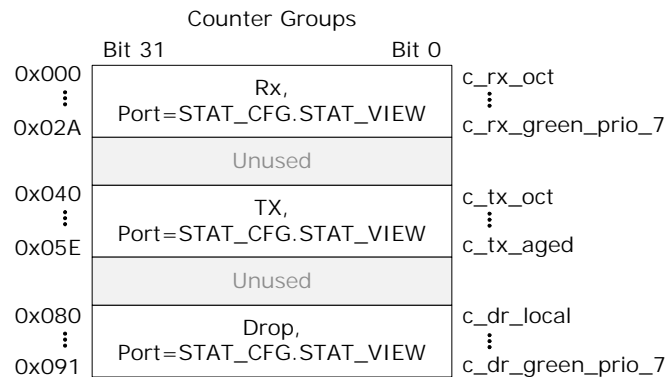 Counter Groups
Bit 31 Bit 0
0x000 c_rx_oct
Rx,
Port=STAT_CFG.STAT_VIEW
0x02A c_rx_green_prio_7
Unused
0x040 c_tx_oct
TX,
Port=STAT_CFG.STAT_VIEW
0x05E c_tx_aged
Unused
0x080 c_dr_local
Drop,
Port=STAT_CFG.STAT_VIEW
0x091 c_dr_green_prio_7